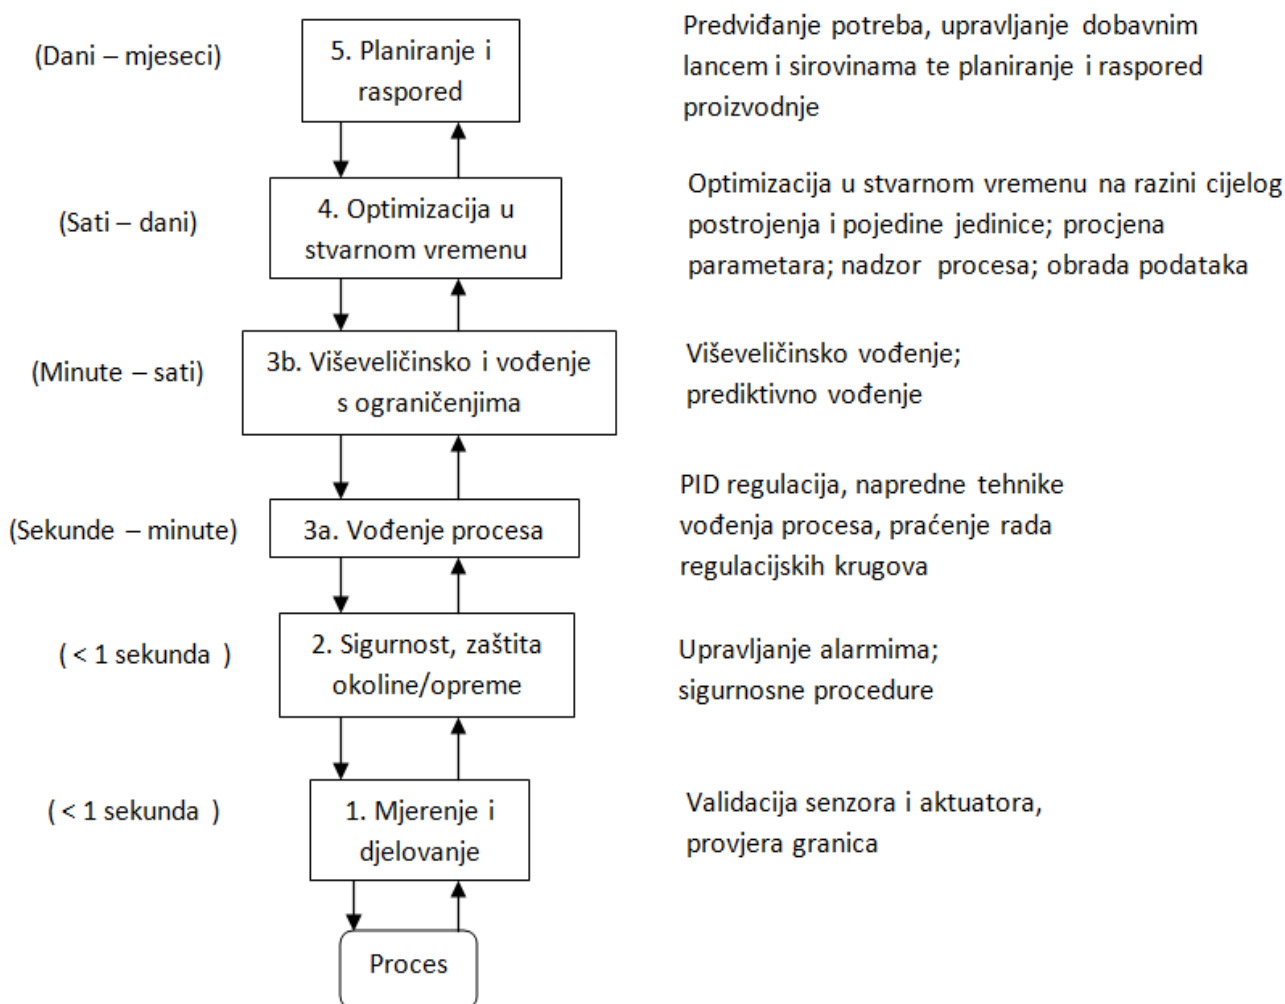 (Dani – mjeseci)
5. Planiranje i
raspored
Predviđanje potreba, upravljanje dobavnim
lancem i sirovinama te planiranje i raspored
proizvodnje
(Sati – dani)
4. Optimizacija u
stvarnom vremenu
Optimizacija u stvarnom vremenu na razini cijelog
postrojenja i pojedine jedinice; procjena
parametara; nadzor procesa; obrada podataka
(Minute – sati)
3b. Viševeličinsko i vođenje
s ograničenjima
Viševeličinsko vođenje;
prediktivno vođenje
(Sekunde – minute)
3a. Vođenje procesa
PID regulacija, napredne tehnike
vođenja procesa, praćenje rada
regulacijskih krugova
( < 1 sekunda )
2. Sigurnost, zaštita
okoline/opreme
Upravljanje alarmima;
sigurnosne procedure
( < 1 sekunda )
1. Mjerenje i
djelovanje
Validacija senzora i aktuatora,
provjera granica
Proces